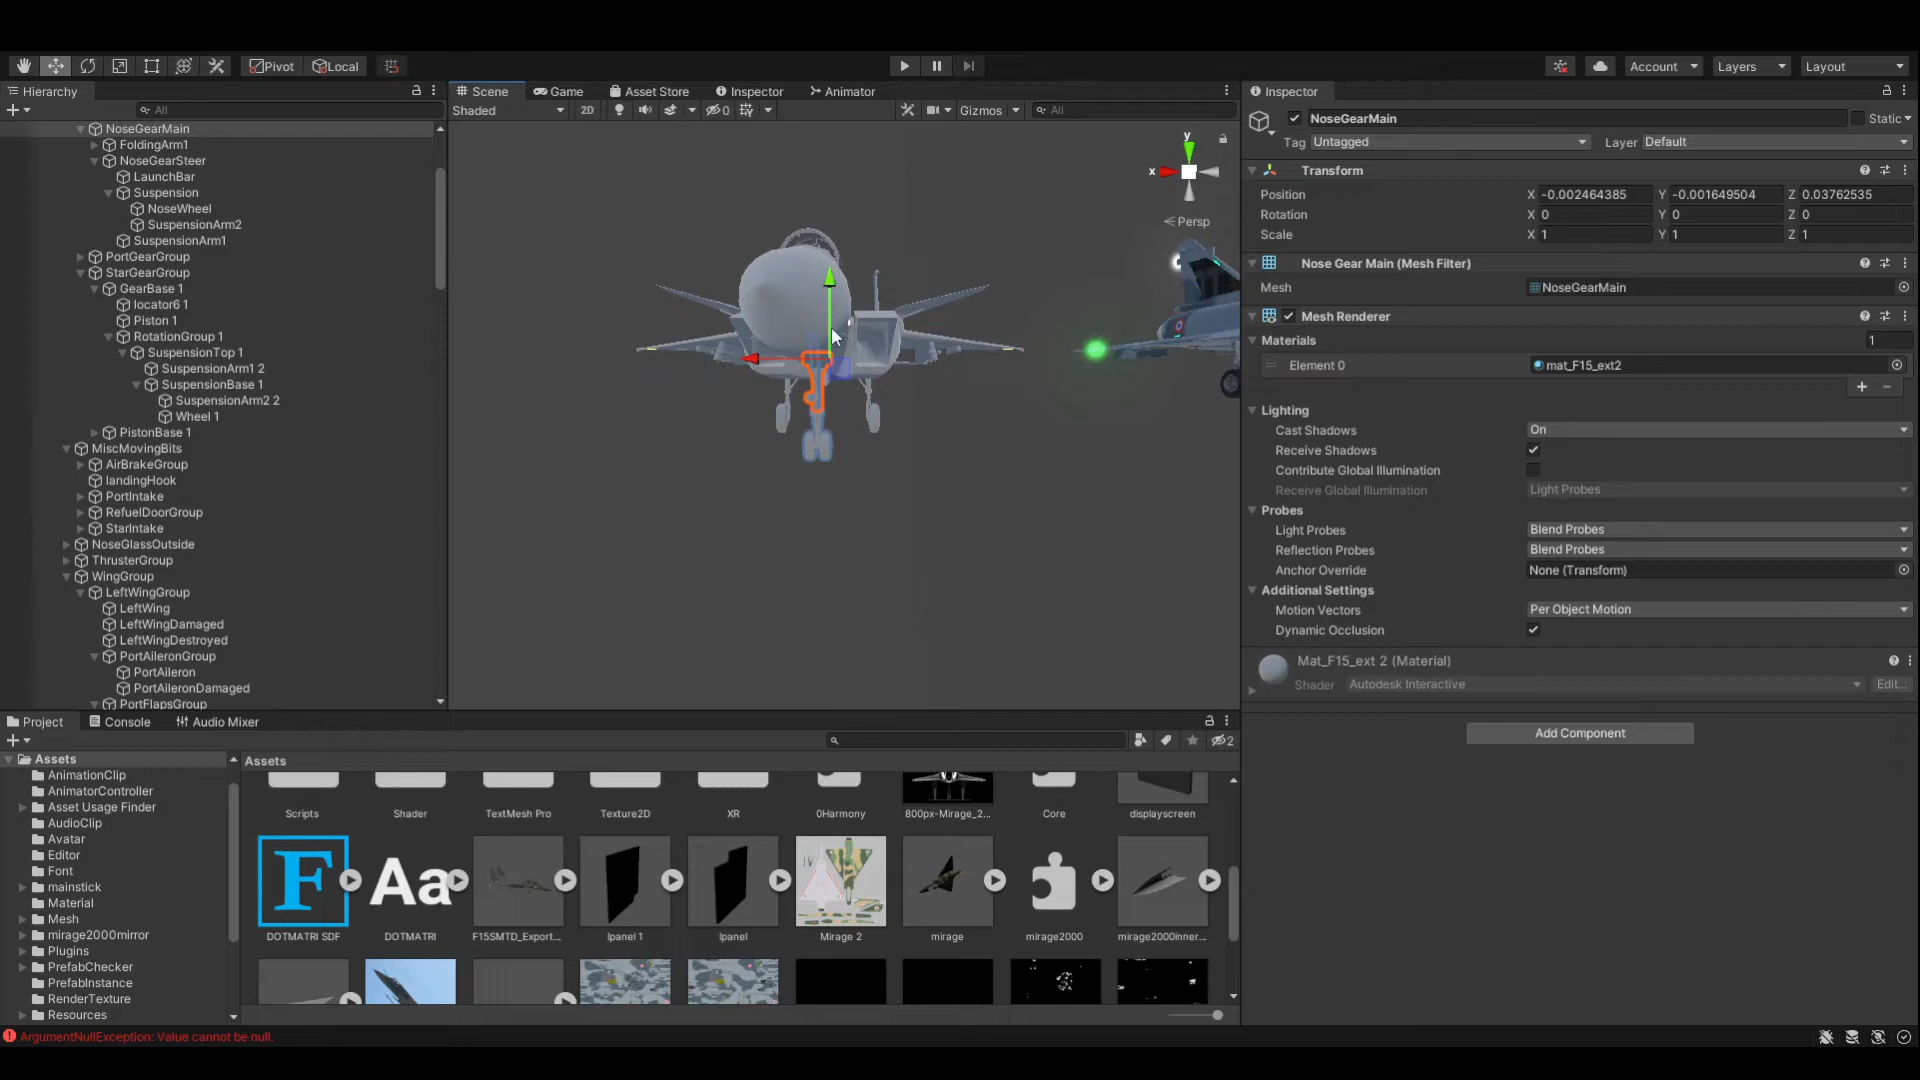 Pivot
Local
Account
Layers
Layout
Hierarchy
All
NoseGearMain
FoldingArm1
NoseGearSteer
LaunchBar
Suspension
NoseWheel
SuspensionArm2
SuspensionArm1
PortGearGroup
StarGearGroup
GearBase 1
locator6 1
Piston 1
RotationGroup 1
SuspensionTop 1
SuspensionArm1 2
SuspensionBase 1
SuspensionArm2 2
Wheel 1
PistonBase 1
MiscMovingBits
AirBrakeGroup
landingHook
PortIntake
RefuelDoorGroup
StarIntake
NoseGlassOutside
ThrusterGroup
WingGroup
LeftWingGroup
LeftWing
LeftWingDamaged
LeftWingDestroyed
PortAileronGroup
PortAileron
PortAileronDamaged
PortFlapsGroup
Scene
Game
Asset Store
Inspector
Animator
Shaded
2D
0
Gizmos
All
y
x
Persp
Inspector
NoseGearMain
Static
Tag Untagged
Layer Default
Transform
Position X -0.002464385 Y -0.001649504 Z 0.03762535
Rotation X 0 Y 0 Z 0
Scale X 1 Y 1 Z 1
Nose Gear Main (Mesh Filter)
Mesh NoseGearMain
Mesh Renderer
Materials 1
Element 0 mat_F15_ext2
Lighting
Cast Shadows On
Receive Shadows
Contribute Global Illumination
Receive Global Illumination Light Probes
Probes
Light Probes Blend Probes
Reflection Probes Blend Probes
Anchor Override None (Transform)
Additional Settings
Motion Vectors Per Object Motion
Dynamic Occlusion
Mat_F15_ext 2 (Material)
Shader Autodesk Interactive Edit...
Add Component
Project
Console
Audio Mixer
2
Assets
AnimationClip
AnimatorController
Asset Usage Finder
AudioClip
Avatar
Editor
Font
mainstick
Material
Mesh
mirage2000mirror
Plugins
PrefabChecker
PrefabInstance
RenderTexture
Resources
Assets
Scripts
Shader
TextMesh Pro
Texture2D
XR
0Harmony
800px-Mirage_2...
Core
displayscreen
F
Aa
DOTMATRI SDF
DOTMATRI
F15SMTD_Export...
lpanel 1
lpanel
Mirage 2
mirage
mirage2000
mirage2000inner...
ArgumentNullException: Value cannot be null.